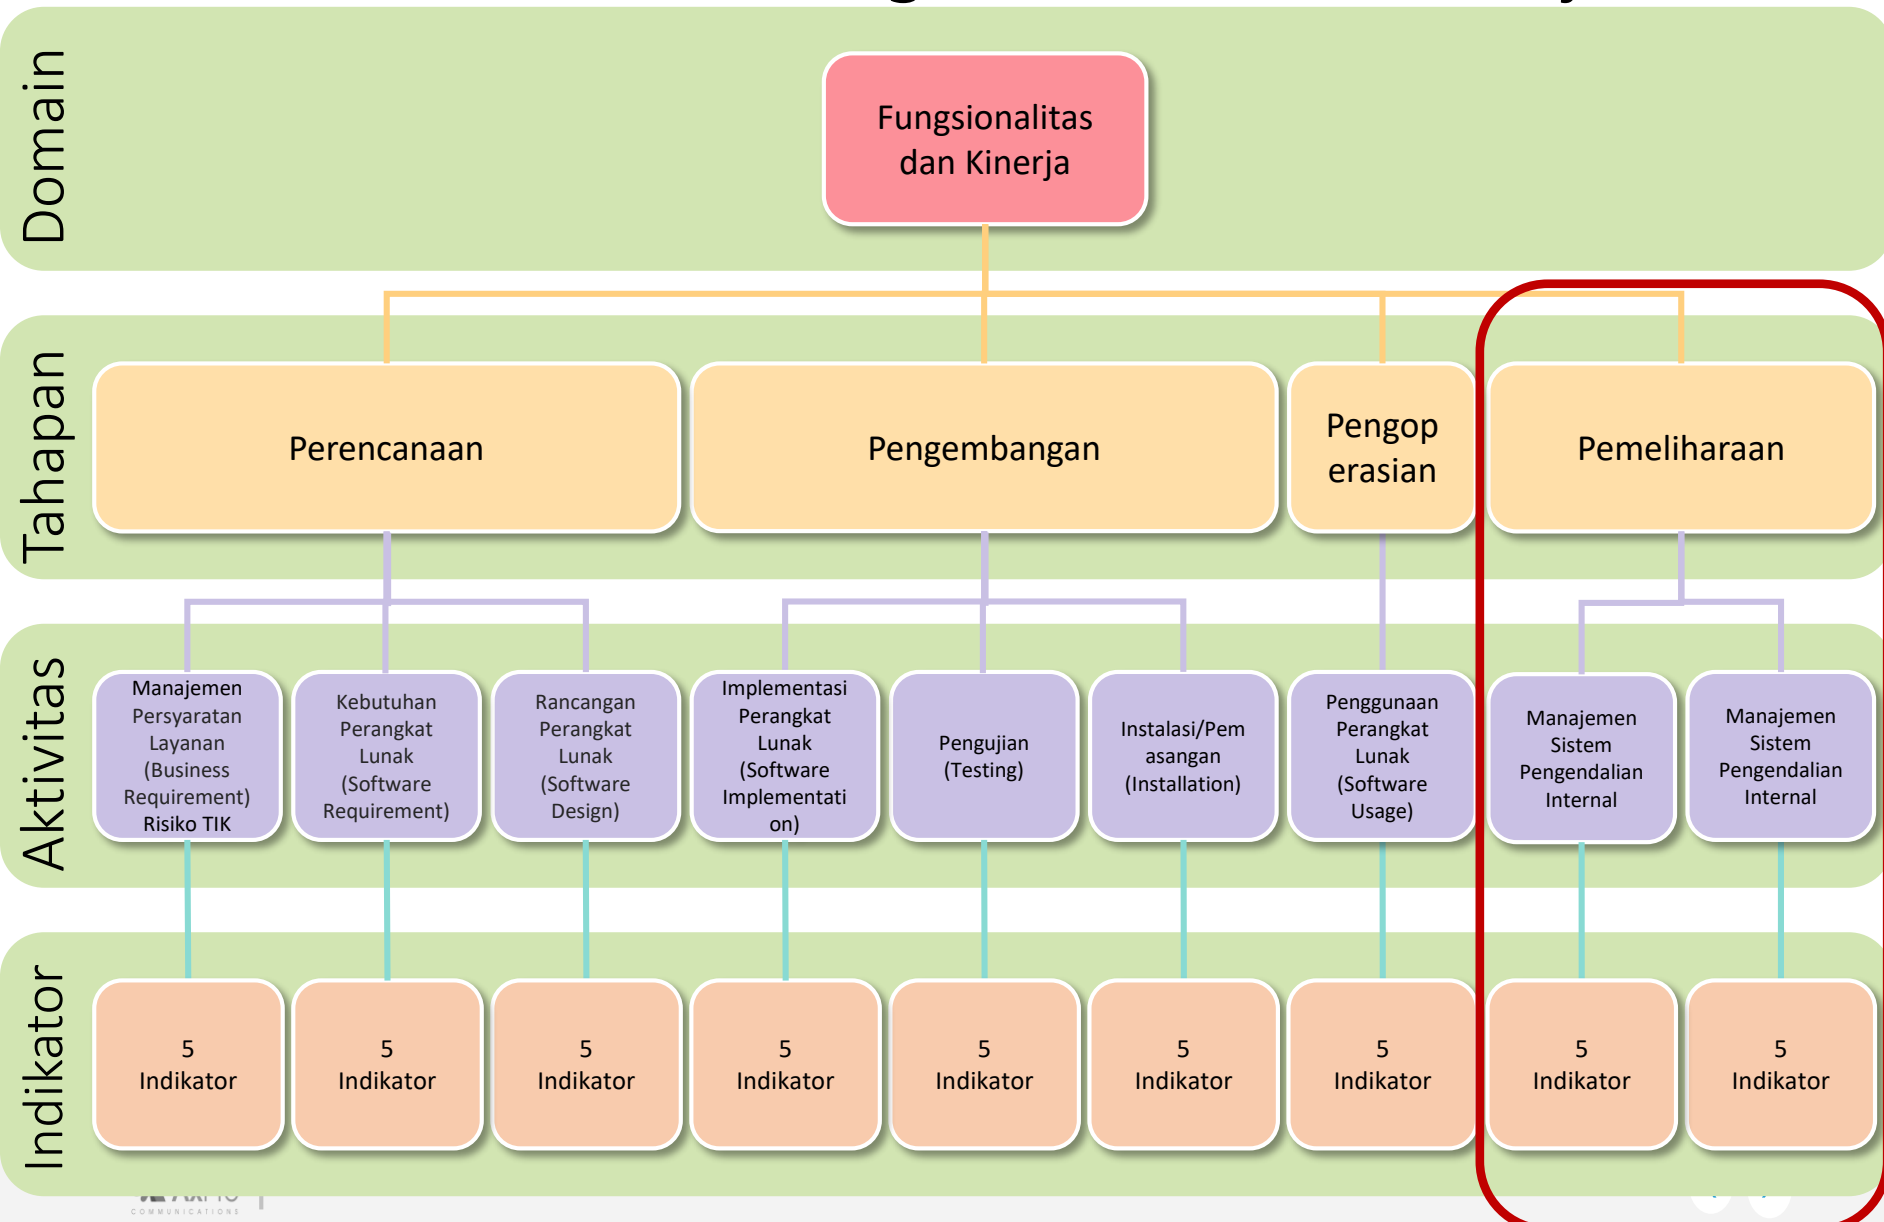 Domain
Fungsionalitas
dan Kinerja
Tahapan
Perencanaan
Pengembangan
Pengop
erasian
Pemeliharaan
Aktivitas
Manajemen
Persyaratan
Layanan
(Business
Requirement)
Risiko TIK
Kebutuhan
Perangkat
Lunak
(Software
Requirement)
Rancangan
Perangkat
Lunak
(Software
Design)
Implementasi
Perangkat
Lunak
(Software
Implementati
on)
Pengujian
(Testing)
Instalasi/Pem
asangan
(Installation)
Penggunaan
Perangkat
Lunak
(Software
Usage)
Manajemen
Sistem
Pengendalian
Internal
Manajemen
Sistem
Pengendalian
Internal
Indikator
5
Indikator
5
Indikator
5
Indikator
5
Indikator
5
Indikator
5
Indikator
5
Indikator
5
Indikator
5
Indikator
COMMUNICATIONS